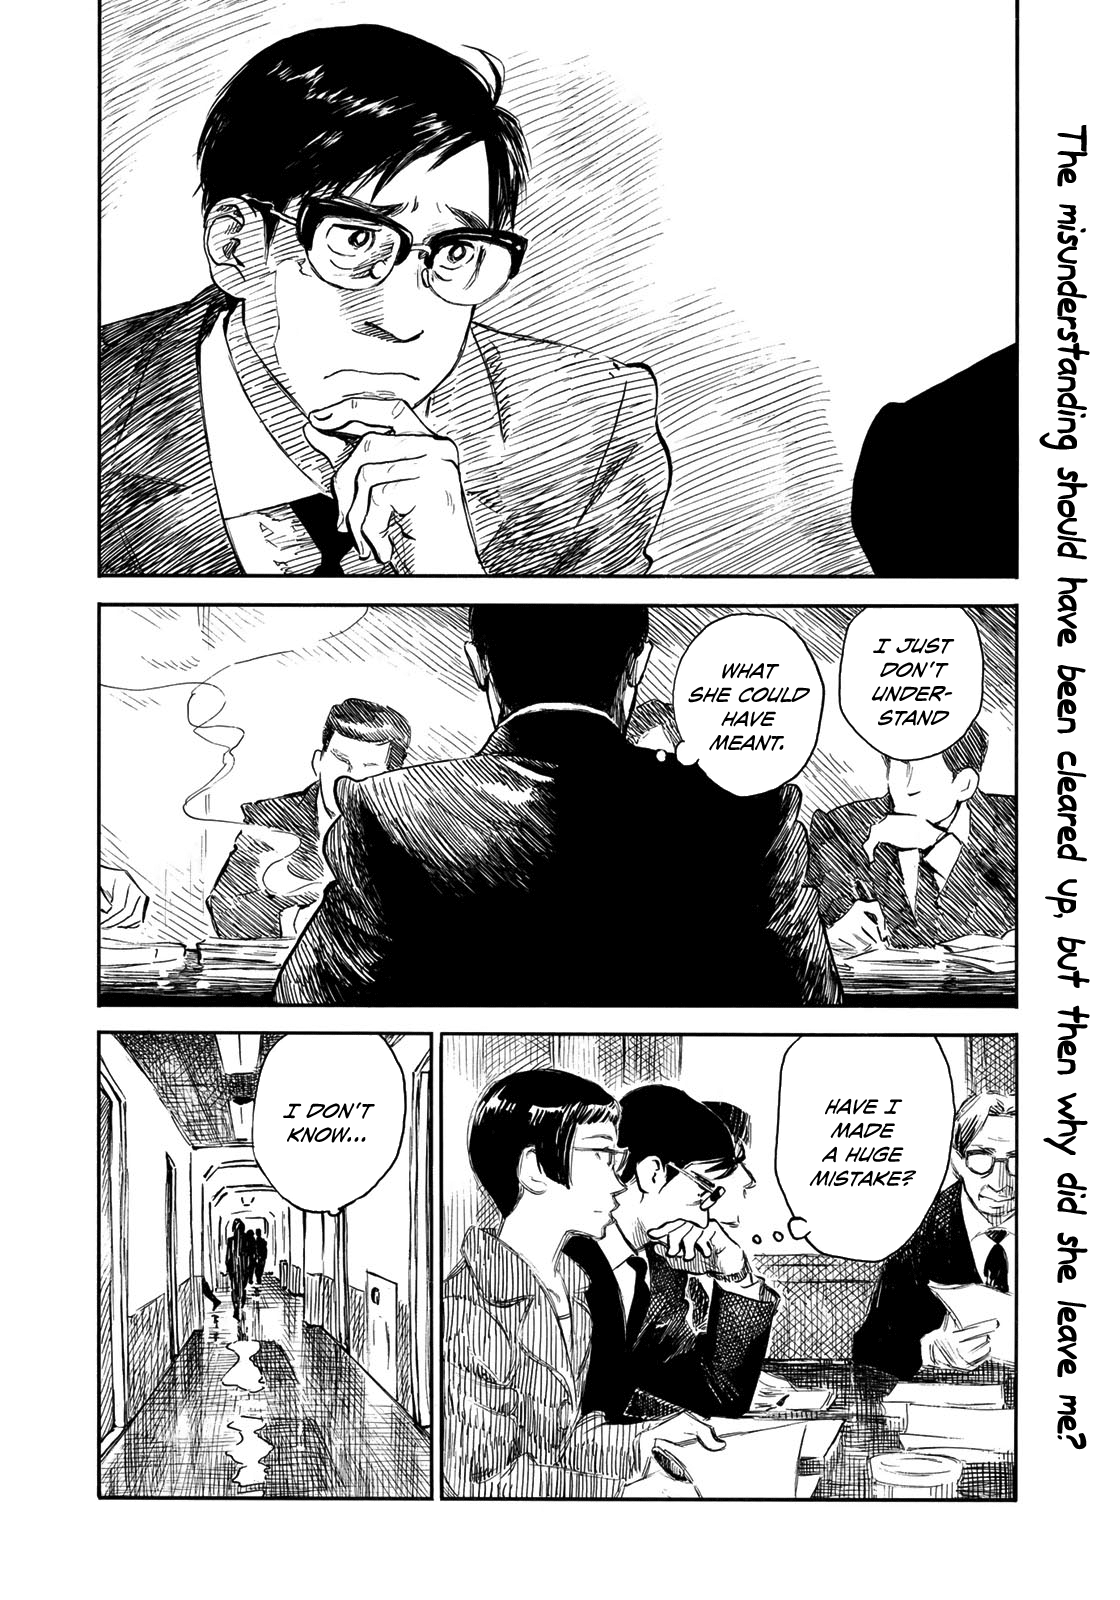 The misunderstanding should have been cleared up, but then why did she leave me?
I JUST
DON'T
UNDER-
STAND
WHAT
SHE COULD
HAVE
MEANT.
HAVE I
MADE
A HUGE
MISTAKE?
I DON'T
KNOW...